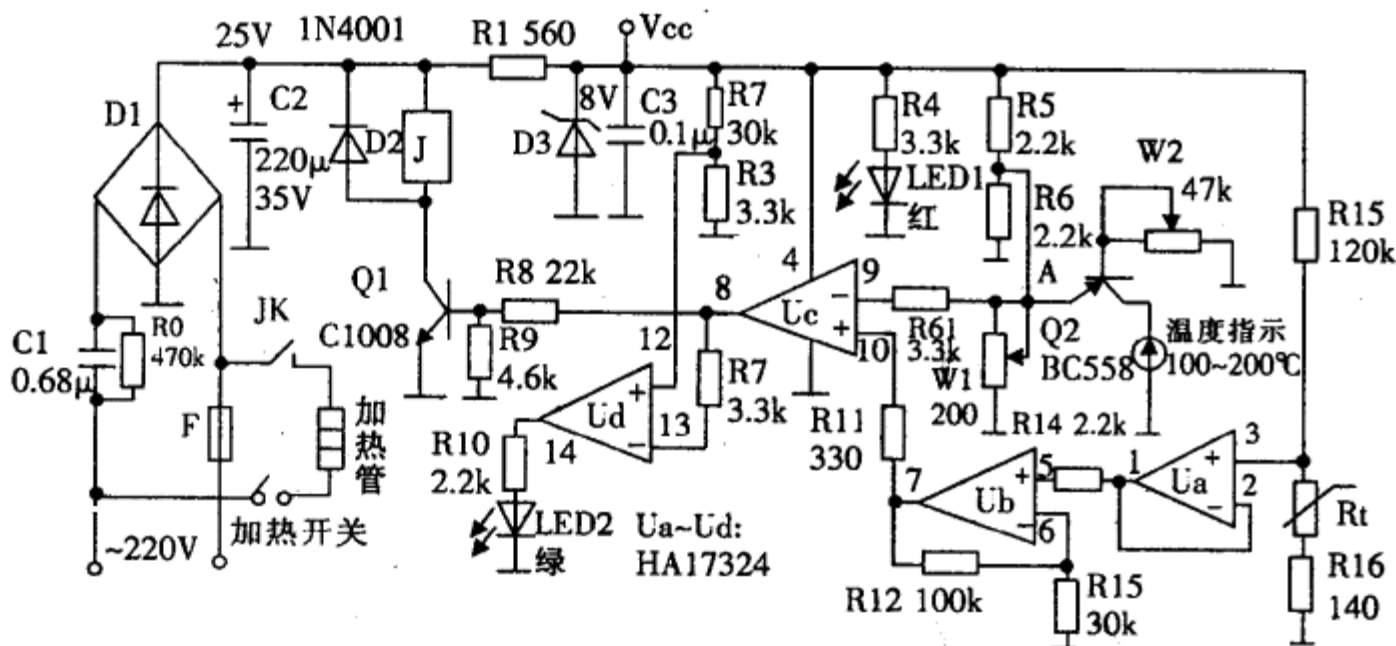 25V
1N4001
R1 560
Vcc
D1
C2
220μ
35V
D2
J
8V
D3
C3
0.1μ
R7
30k
R3
3.3k
R4
3.3k
LED1
红
R5
2.2k
R6
2.2k
W2
47k
R15
120k
Q1
C1008
R8 22k
R9
4.6k
8
4
9
10
Uc
R61
3.3k
A
Q2
BC558
温度指示
100~200℃
W1
200
C1
0.68μ
R0
470k
JK
F
加热管
加热开关
~220V
12
13
14
Ud
R7
3.3k
R10
2.2k
LED2
绿
Ua~Ud:
HA17324
R11
330
7
Ub
5
6
R14 2.2k
1
Ua
3
2
R12 100k
R15
30k
Rt
R16
140